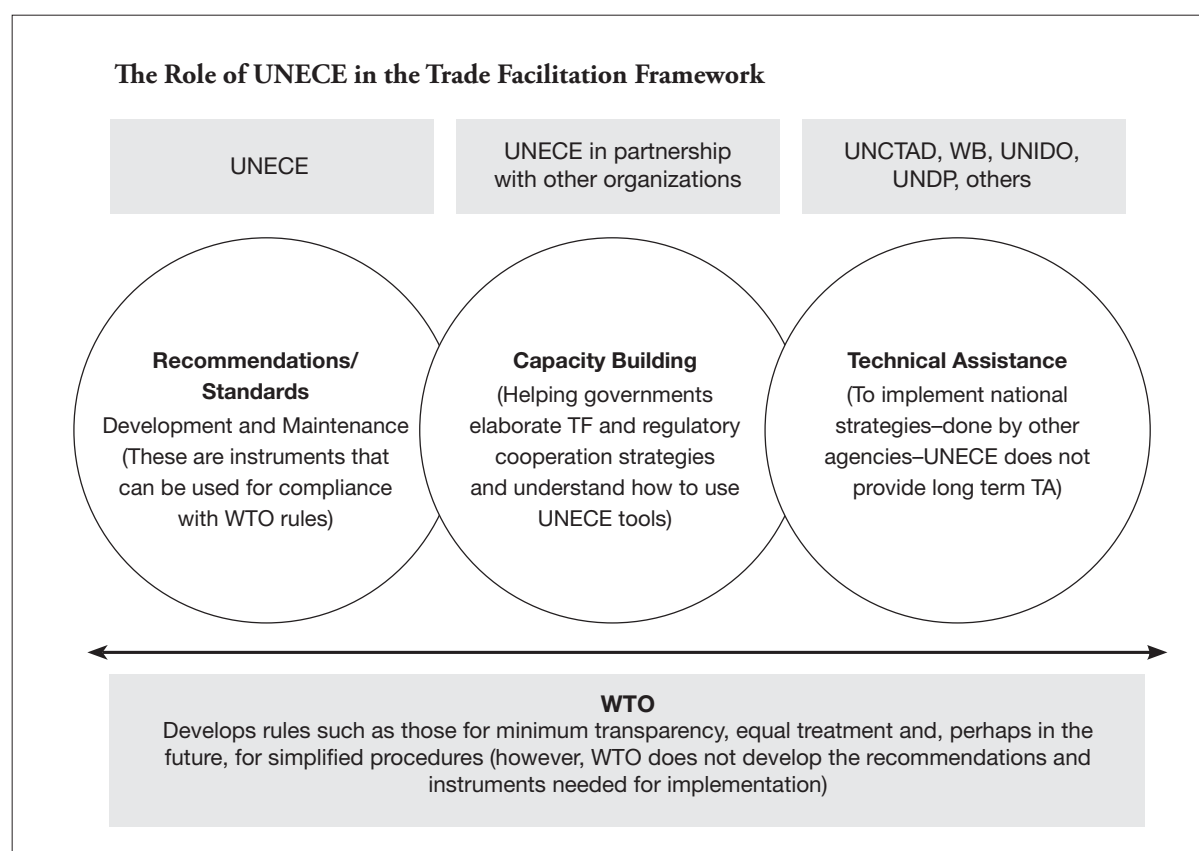 The Role of UNECE in the Trade Facilitation Framework
UNECE
UNECE in partnership
with other organizations
UNCTAD, WB, UNIDO,
UNDP, others
Recommendations/
Standards
Development and Maintenance
(These are instruments that
can be used for compliance
with WTO rules)
Capacity Building
(Helping governments
elaborate TF and regulatory
cooperation strategies
and understand how to use
UNECE tools)
Technical Assistance
(To implement national
strategies–done by other
agencies–UNECE does not
provide long term TA)
WTO
Develops rules such as those for minimum transparency, equal treatment and, perhaps in the
future, for simplified procedures (however, WTO does not develop the recommendations and
instruments needed for implementation)